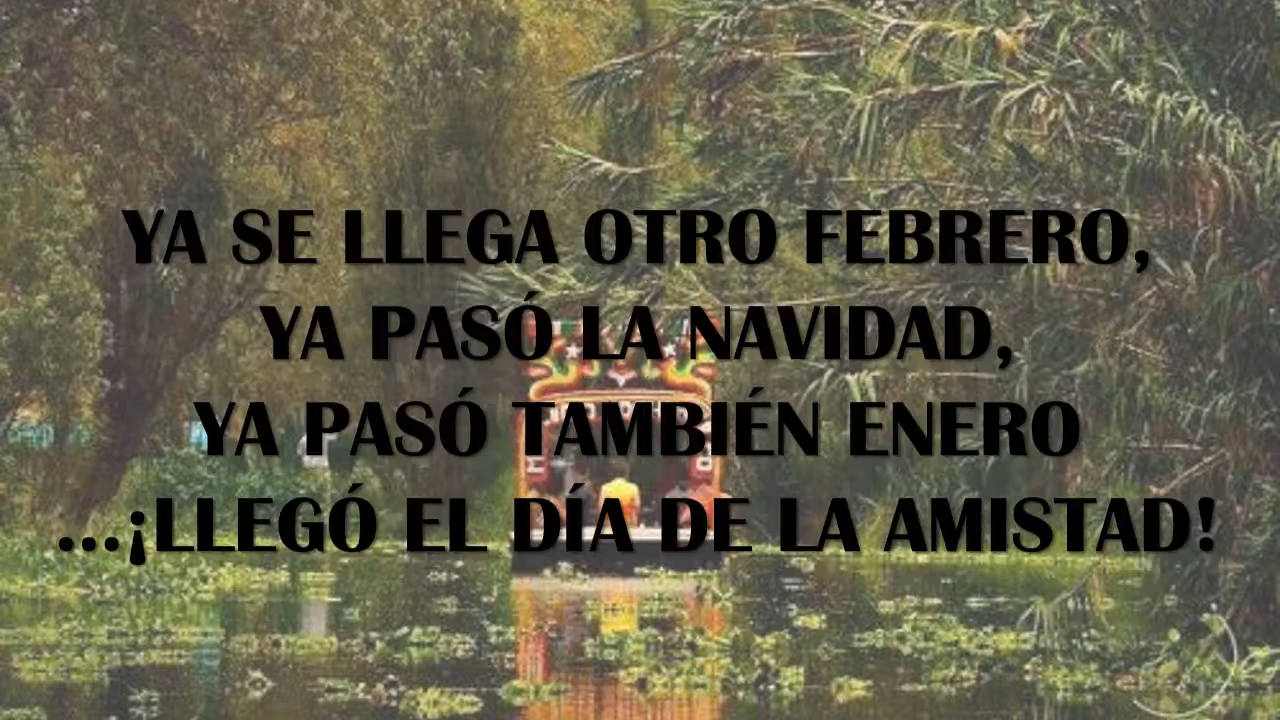 YA SE LLEGA OTRO FEBRERO,
YA PASÓ LA NAVIDAD,
YA PASÓ TAMBIÉN ENERO
...¡LLEGÓ EL DÍA DE LA AMISTAD!